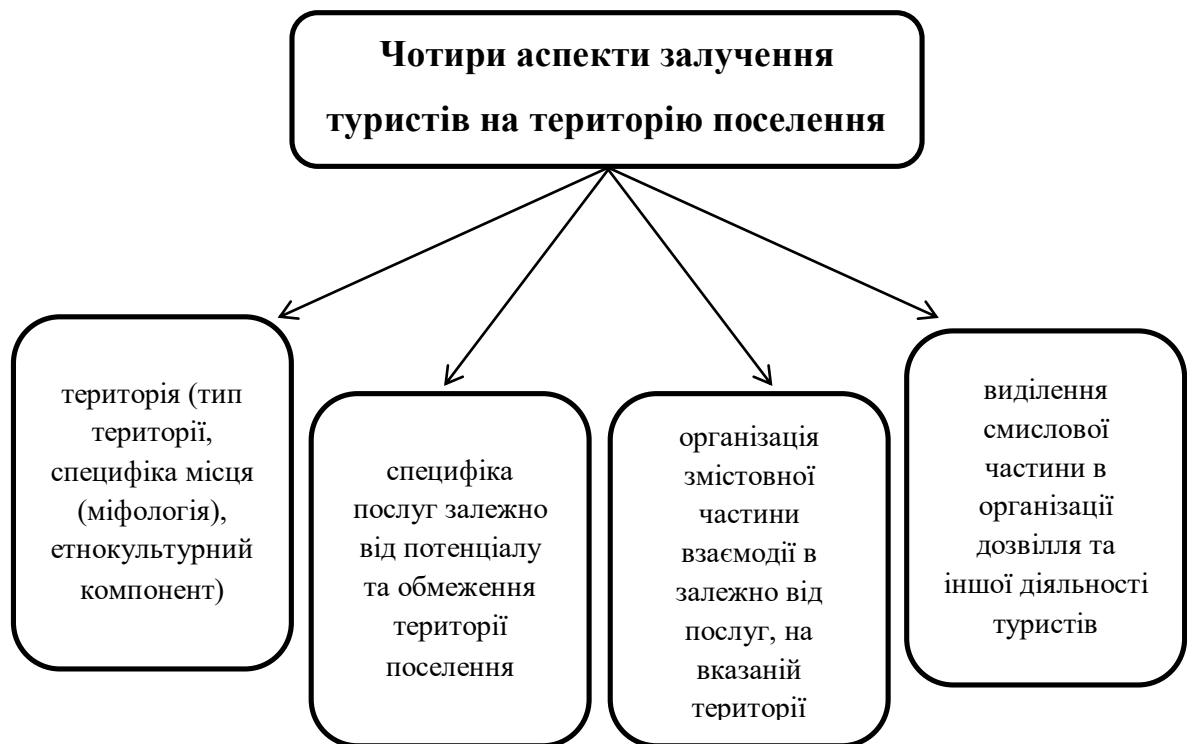 Чотири аспекти залучення
туристів на територію поселення
територія (тип
території,
специфіка місця
(міфологія),
етнокультурний
компонент)
специфіка
послуг залежно
від потенціалу
та обмеження
території
поселення
організація
змістовної
частини
взаємодії в
залежно від
послуг, на
вказаній
території
виділення
смислової
частини в
організації
дозвілля та
іншої діяльності
туристів